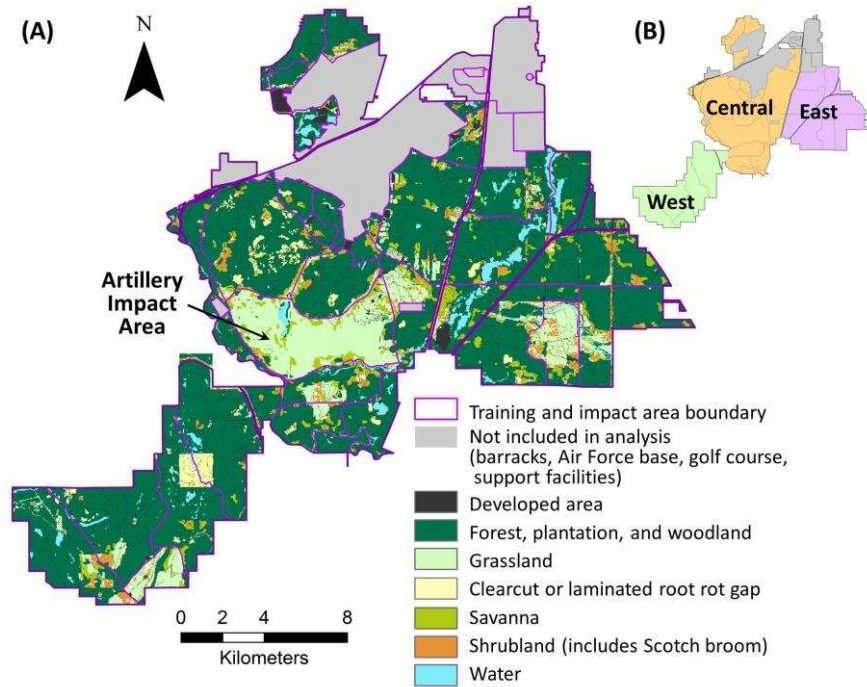 (A)
N
(B)
Central
East
West
Artillery
Impact
Area
Training and impact area boundary
Not included in analysis
(barracks, Air Force base, golf course,
support facilities)
Developed area
Forest, plantation, and woodland
Grassland
Clearcut or laminated root rot gap
Savanna
Shrubland (includes Scotch broom)
Water
0 2 4 8
Kilometers